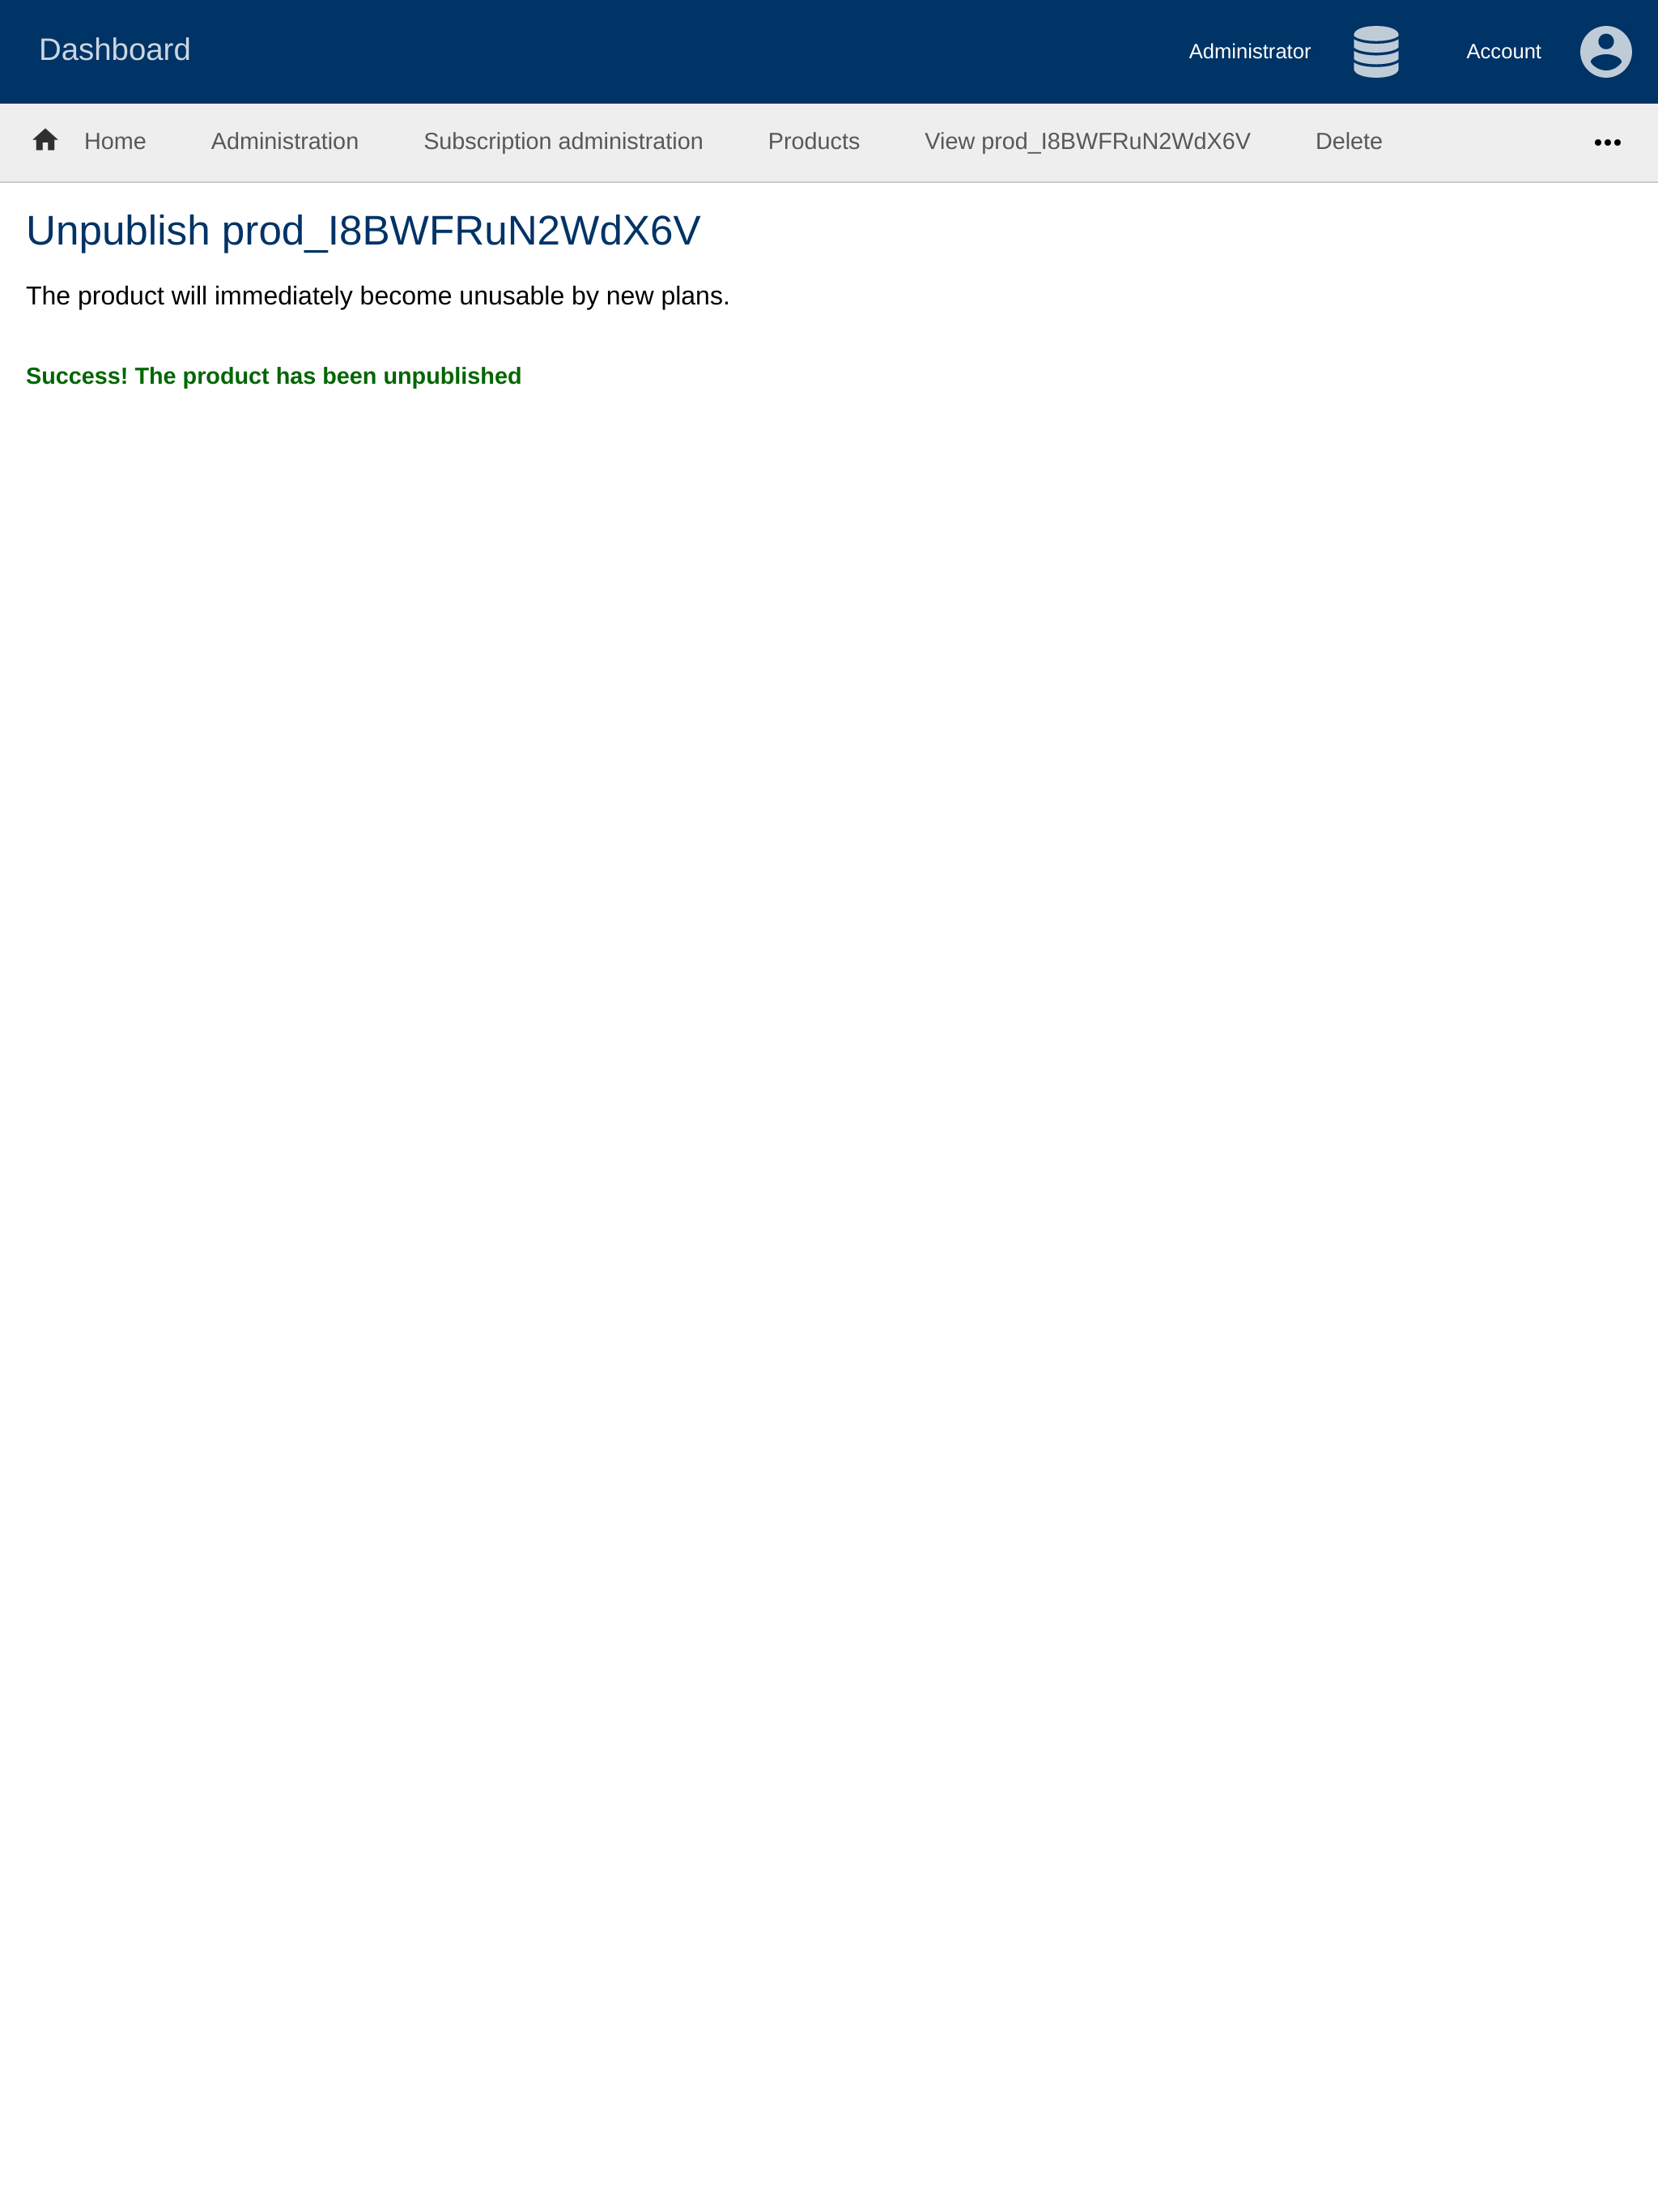 Dashboard
Administrator
Account
Home
Administration
Subscription administration
Products
View prod_I8BWFRuN2WdX6V
Delete
Unpublish prod_I8BWFRuN2WdX6V
The product will immediately become unusable by new plans.
Success! The product has been unpublished